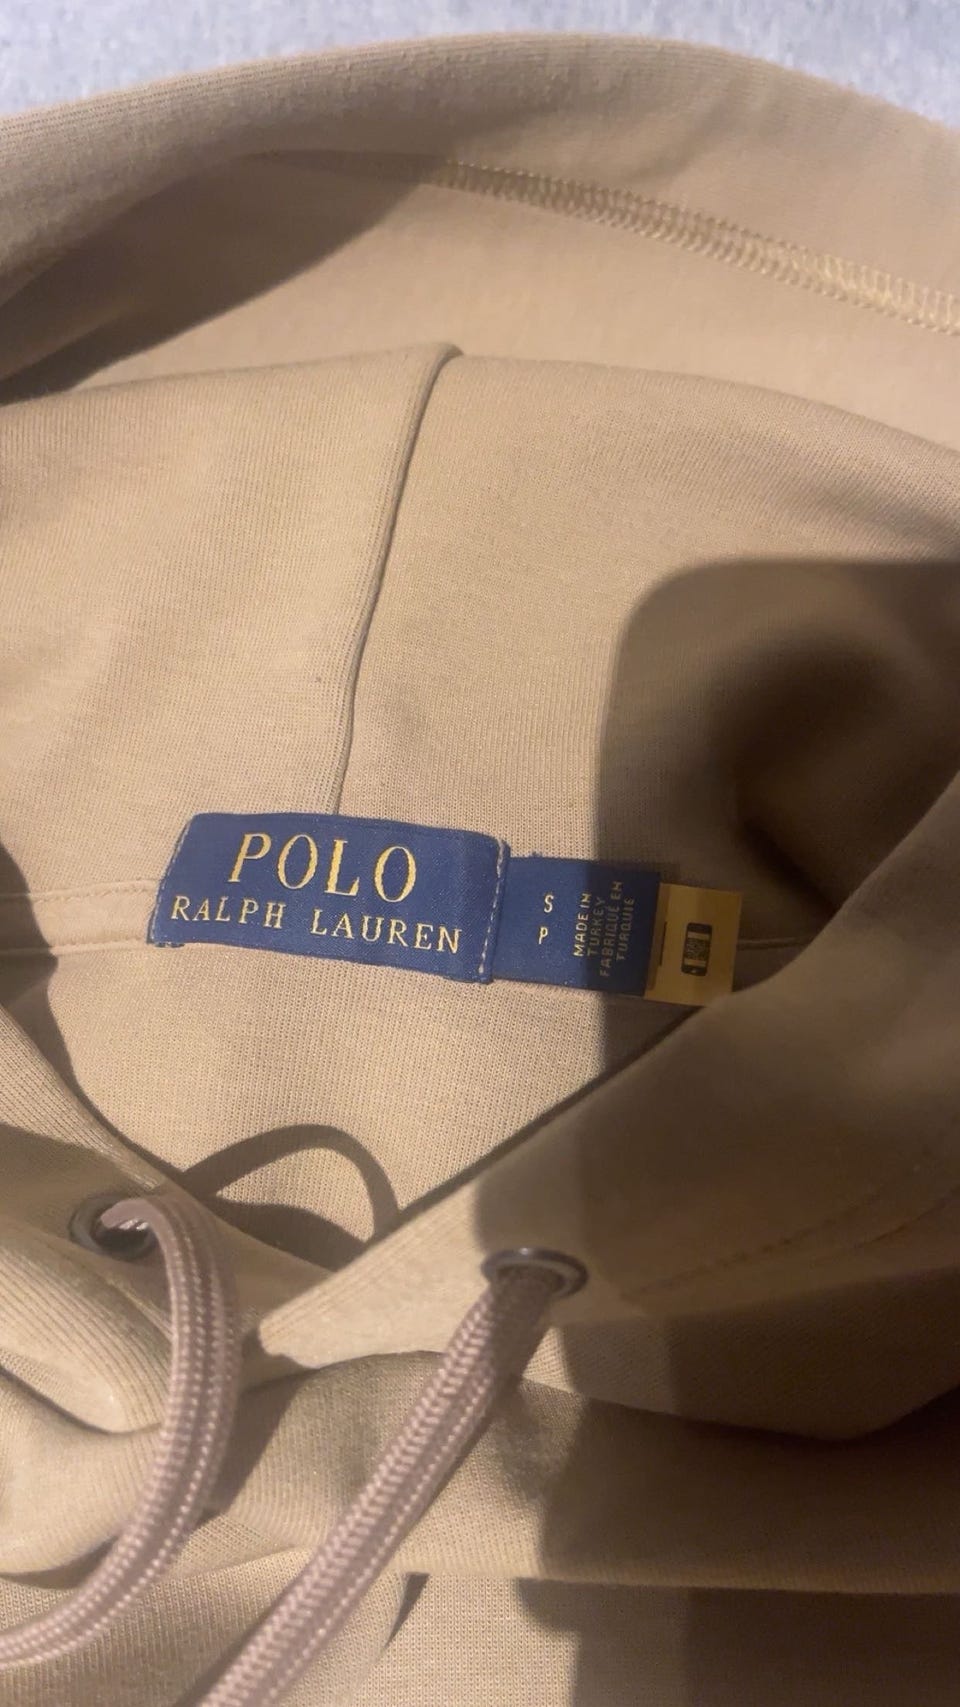 POLO
RALPH LAUREN
S
P
MADE IN
TURKEY
FABRIQUÉ EN
TURQUIE